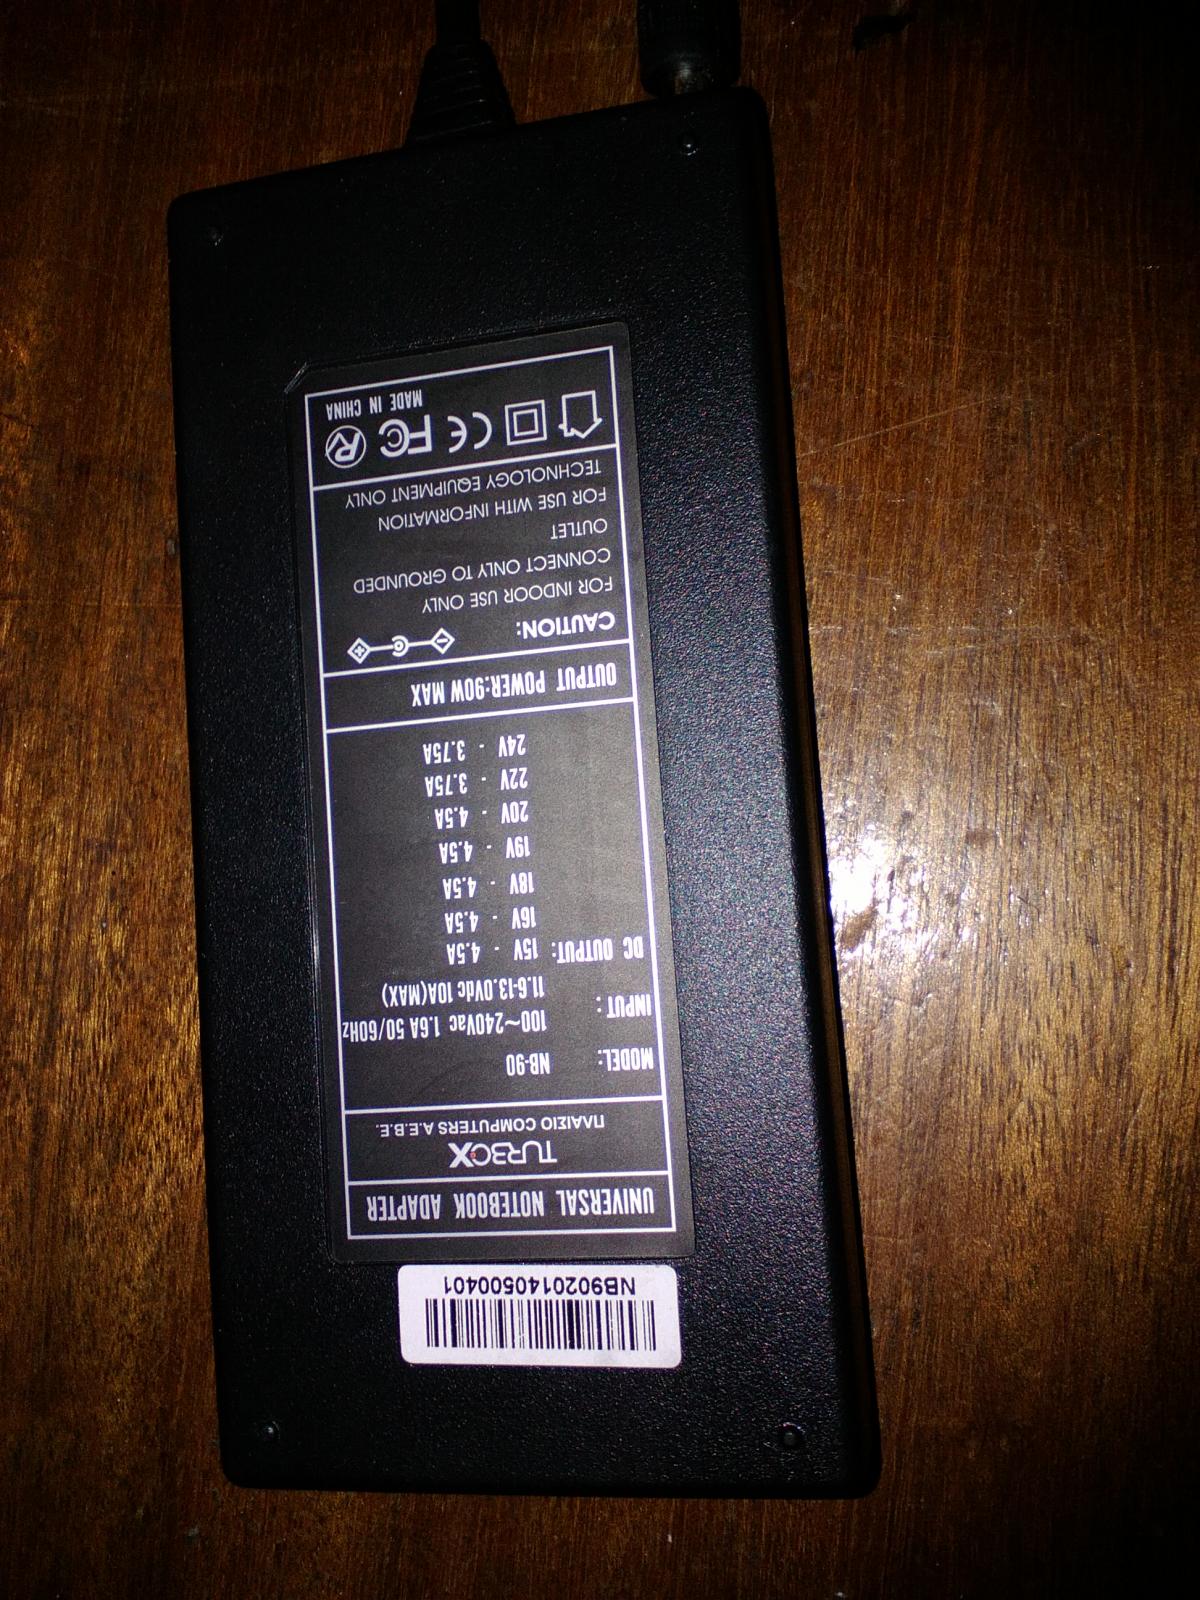 UNIVERSAL NOTEBOOK ADAPTER
TURBOX
ΠΛΑΙΣΙΟ COMPUTERS A.E.B.E.
MODEL: NB-90
INPUT: 100~240Vac 1.6A 50/60Hz
11.6-13.0Vdc 10A(MAX)
DC OUTPUT: 15V - 4.5A
16V - 4.5A
18V - 4.5A
19V - 4.5A
20V - 4.5A
22V - 3.75A
24V - 3.75A
OUTPUT POWER:90W MAX
CAUTION:
FOR INDOOR USE ONLY
CONNECT ONLY TO GROUNDED
OUTLET
FOR USE WITH INFORMATION
TECHNOLOGY EQUIPMENT ONLY
CE FC R
MADE IN CHINA
NB9020140500401